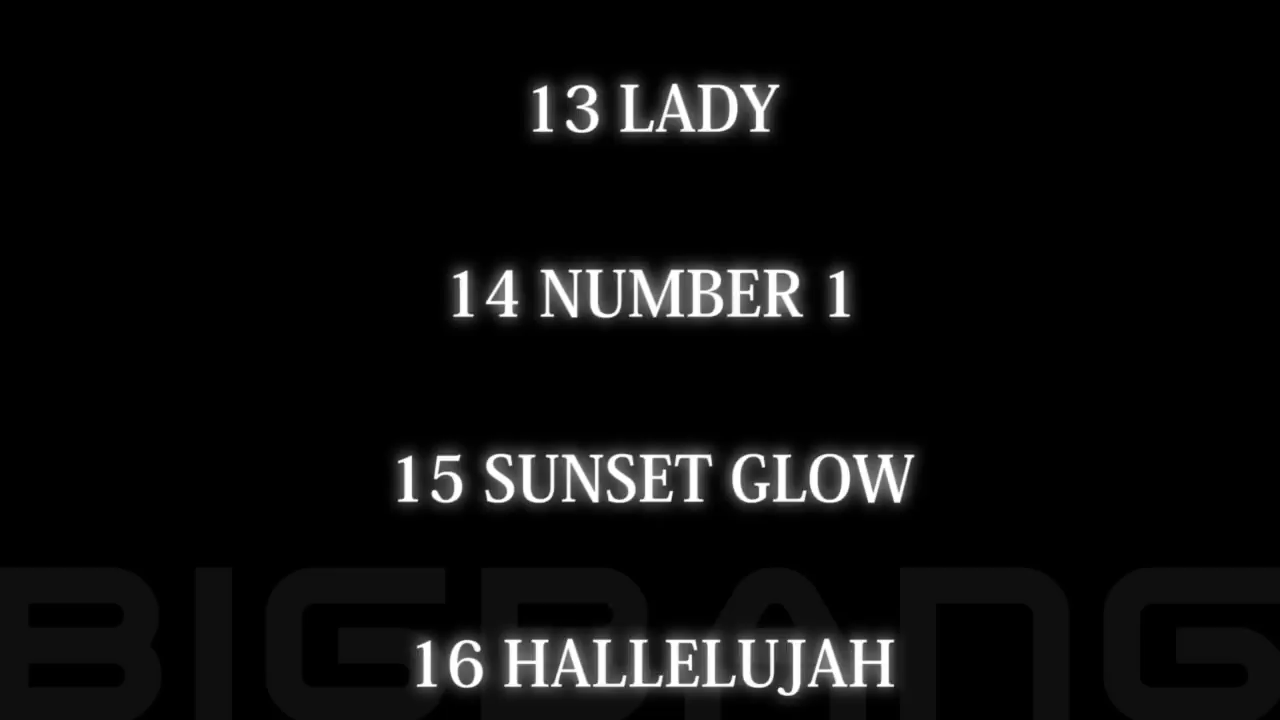 13 LADY
14 NUMBER 1
15 SUNSET GLOW
BIGBANG
16 HALLELUJAH